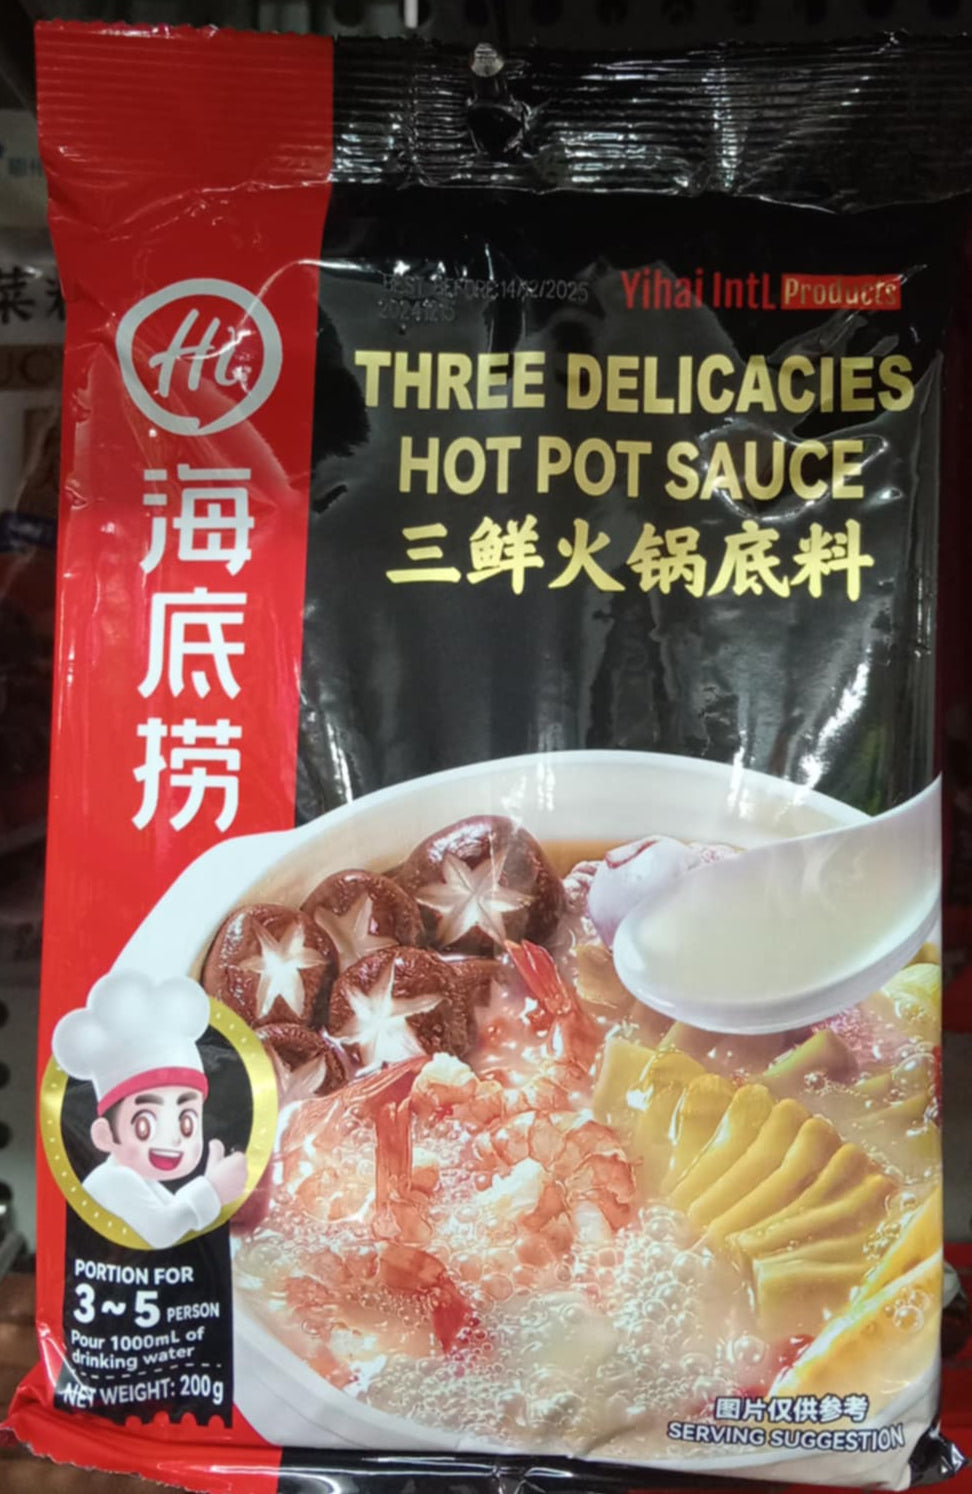 BEST BEFORE:14/12/2025
20241215
Yihai IntL Products
THREE DELICACIES
HOT POT SAUCE
三鲜火锅底料
Hi
海底捞
PORTION FOR
3~5 PERSON
Pour 1000mL of
drinking water
NET WEIGHT: 200g
图片仅供参考
SERVING SUGGESTION